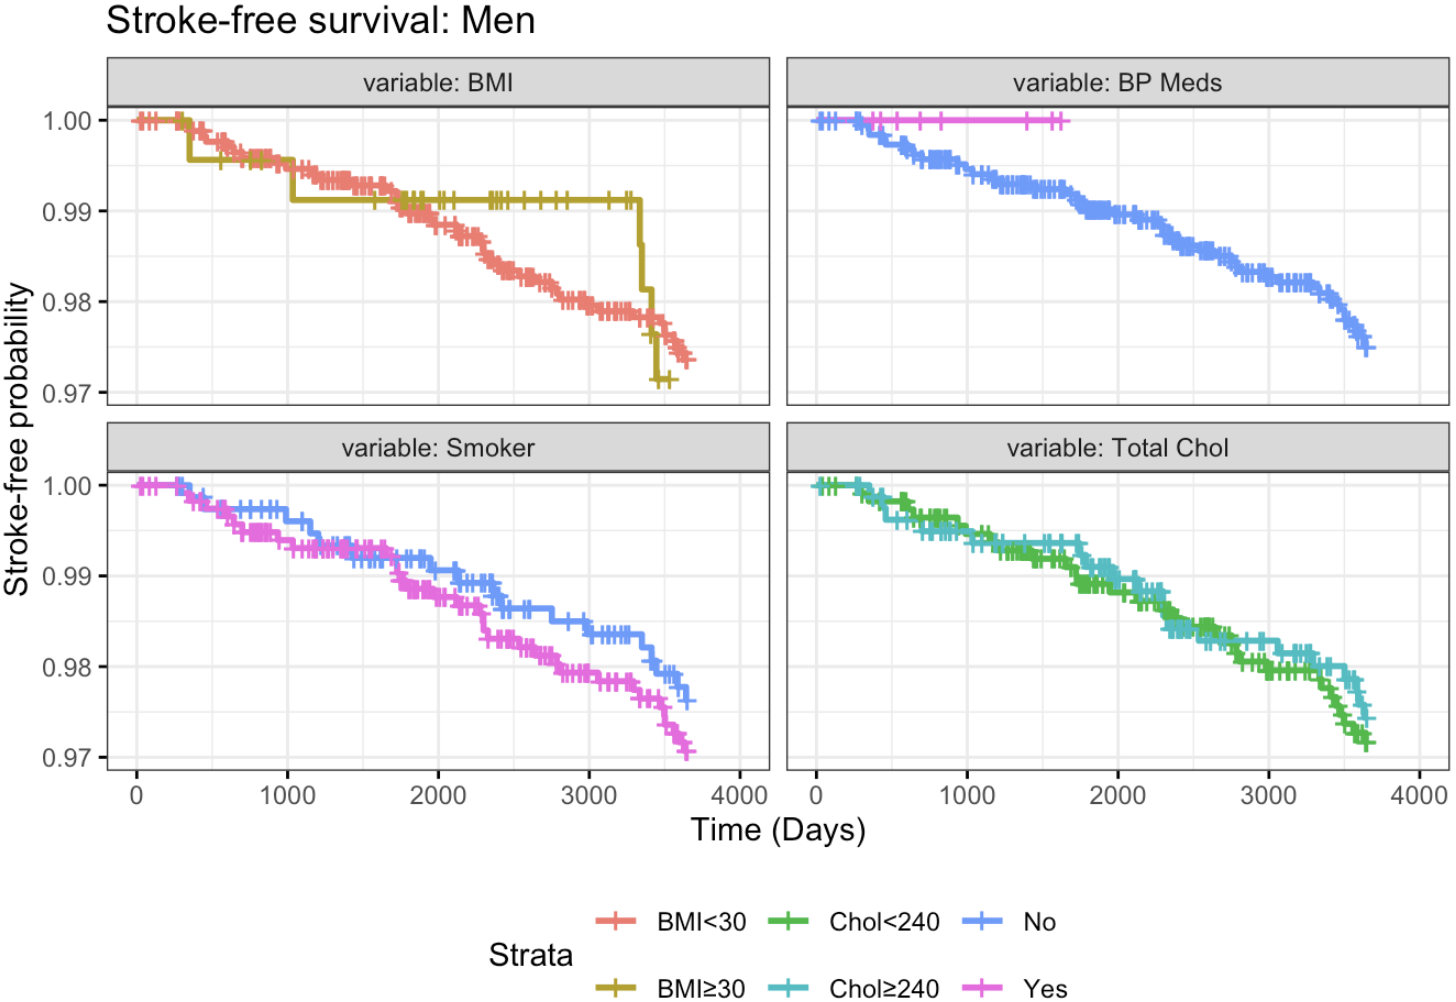 Stroke-free survival: Men
variable: BMI
variable: BP Meds
1.00
0.99
0.98
0.97
variable: Smoker
variable: Total Chol
1.00
0.99
0.98
0.97
Stroke-free probability
0 1000 2000 3000 4000
0 1000 2000 3000 4000
Time (Days)
Strata
BMI<30 Chol<240 No
BMI≥30 Chol≥240 Yes